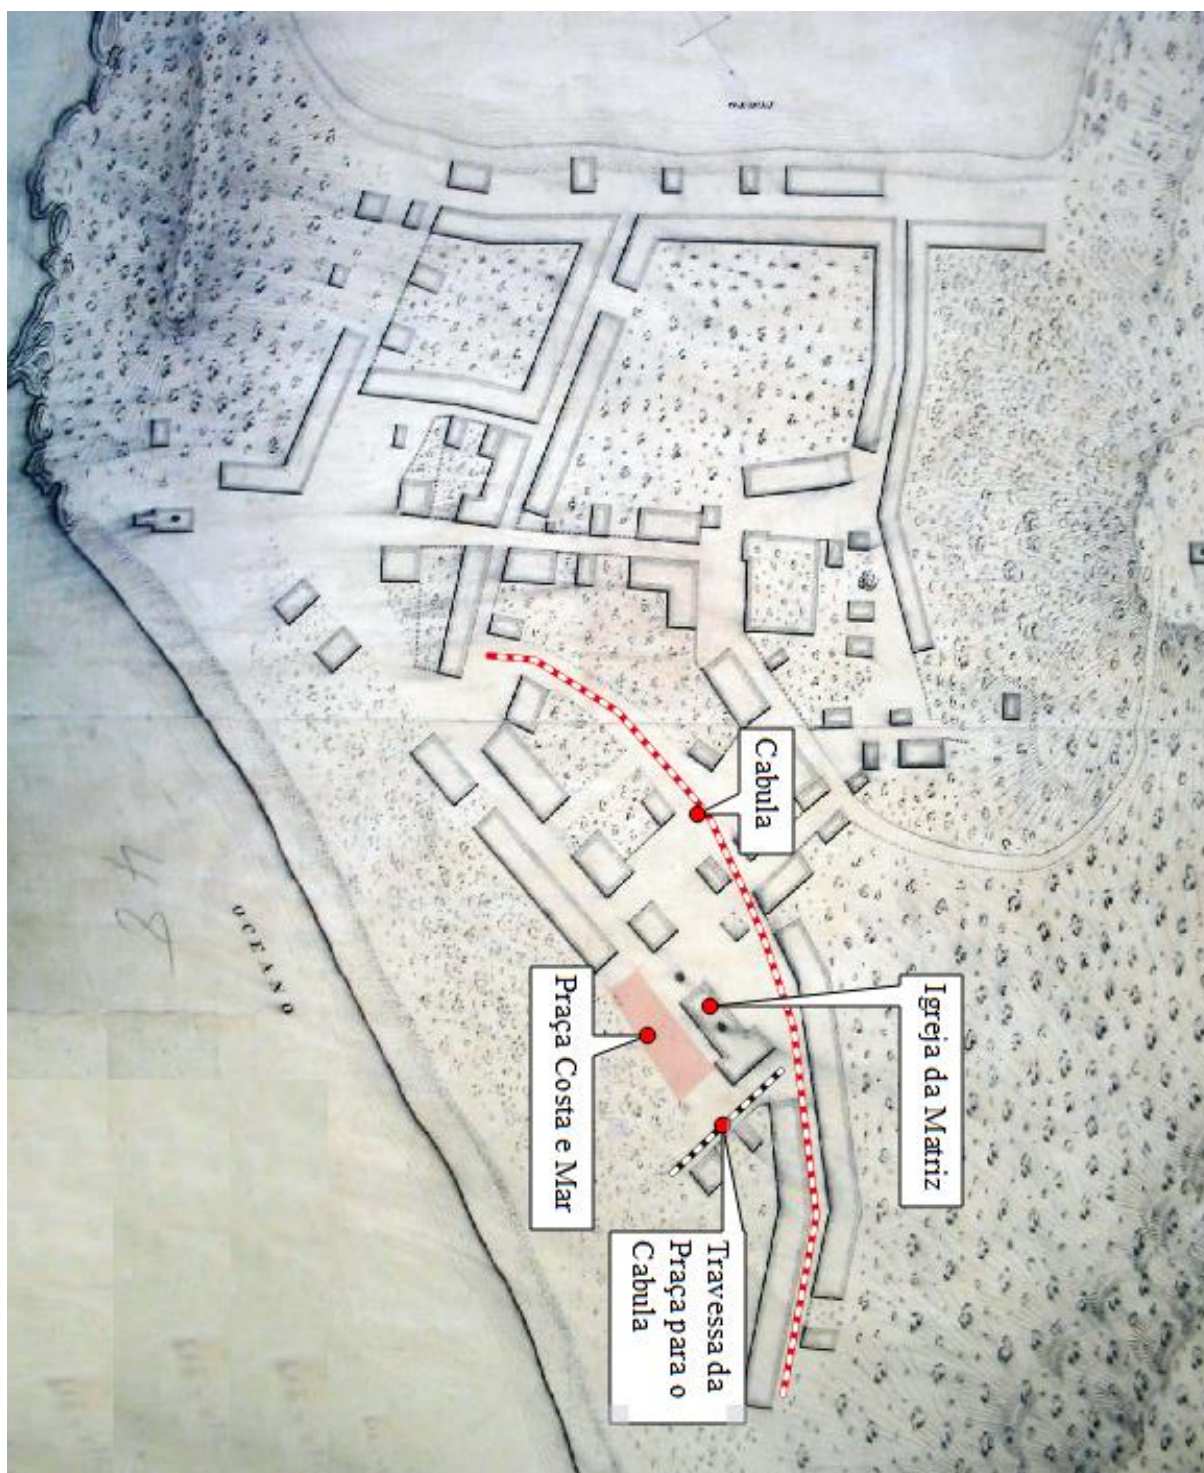 Cabula
Igreja da Matriz
Praça Costa e Mar
Travessa da
Praça para o
Cabula
OCEANO